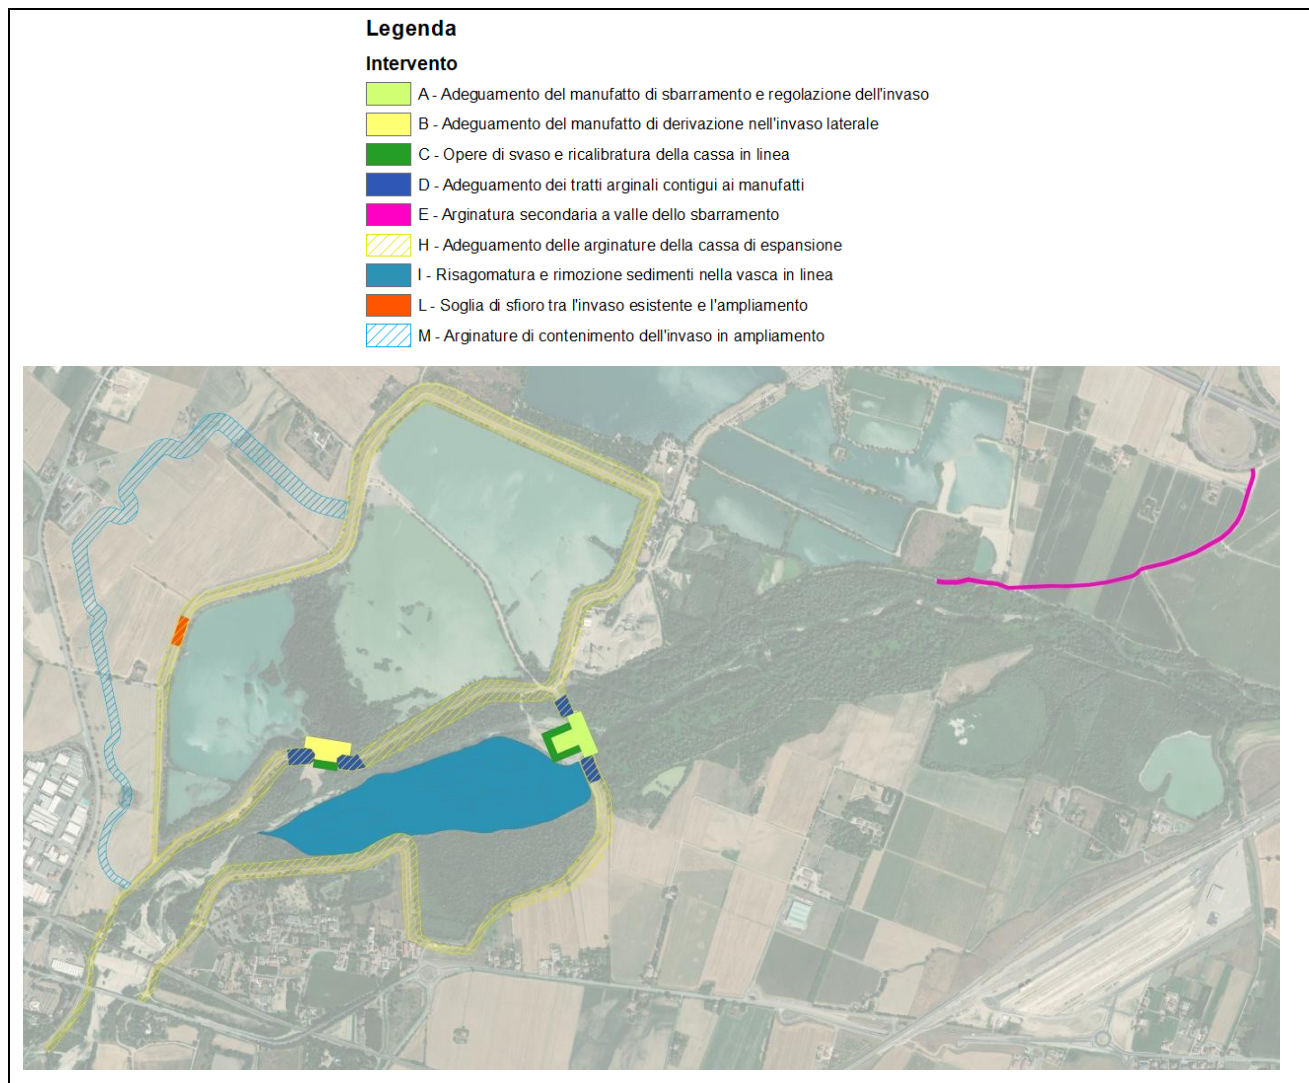 Legenda
Intervento
A - Adeguamento del manufatto di sbarramento e regolazione dell'invaso
B - Adeguamento del manufatto di derivazione nell'invaso laterale
C - Opere di svaso e ricalibratura della cassa in linea
D - Adeguamento dei tratti arginali contigui ai manufatti
E - Arginatura secondaria a valle dello sbarramento
H - Adeguamento delle arginature della cassa di espansione
I - Risagomatura e rimozione sedimenti nella vasca in linea
L - Soglia di sfioro tra l'invaso esistente e l'ampliamento
M - Arginature di contenimento dell'invaso in ampliamento